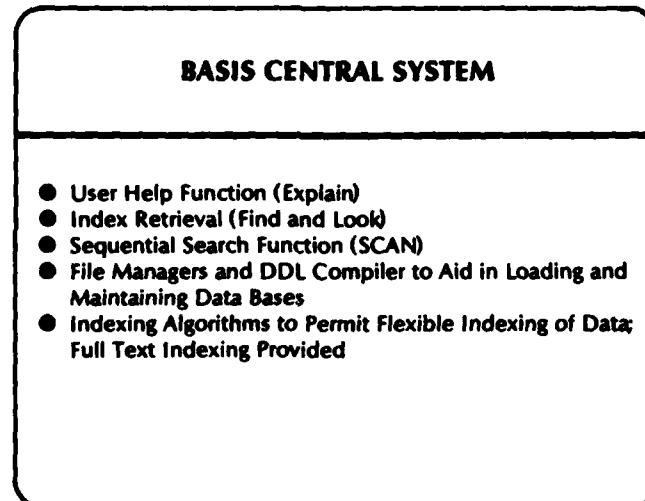 BASIS CENTRAL SYSTEM
● User Help Function (Explain)
● Index Retrieval (Find and Look)
● Sequential Search Function (SCAN)
● File Managers and DDL Compiler to Aid in Loading and
Maintaining Data Bases
● Indexing Algorithms to Permit Flexible Indexing of Data;
Full Text Indexing Provided